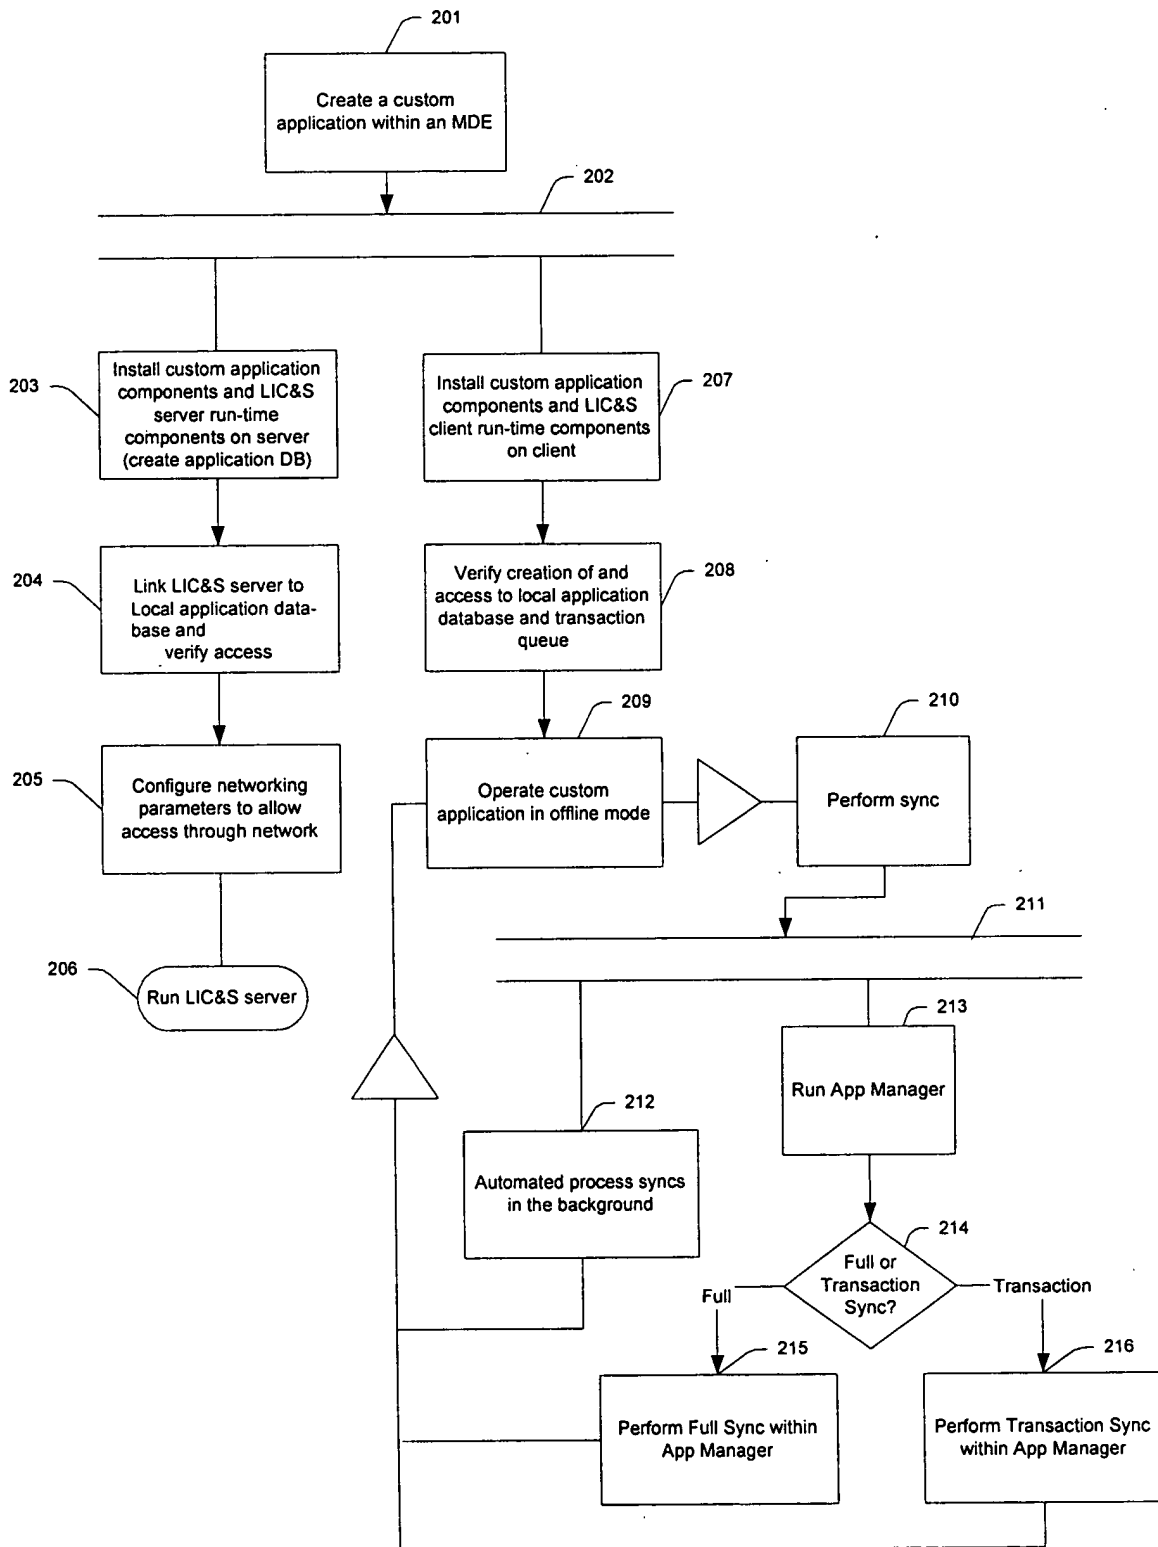 201
Create a custom
application within an MDE
202
203
Install custom application
components and LIC&S
server run-time
components on server
(create application DB)
Install custom application
components and LIC&S
client run-time components
on client
207
204
Link LIC&S server to
Local application data-
base and
verify access
Verify creation of and
access to local application
database and transaction
queue
208
209
210
205
Configure networking
parameters to allow
access through network
Operate custom
application in offline mode
Perform sync
211
206
Run LIC&S server
213
Run App Manager
212
Automated process syncs
in the background
214
Full or
Transaction
Sync?
Full
Transaction
215
216
Perform Full Sync within
App Manager
Perform Transaction Sync
within App Manager